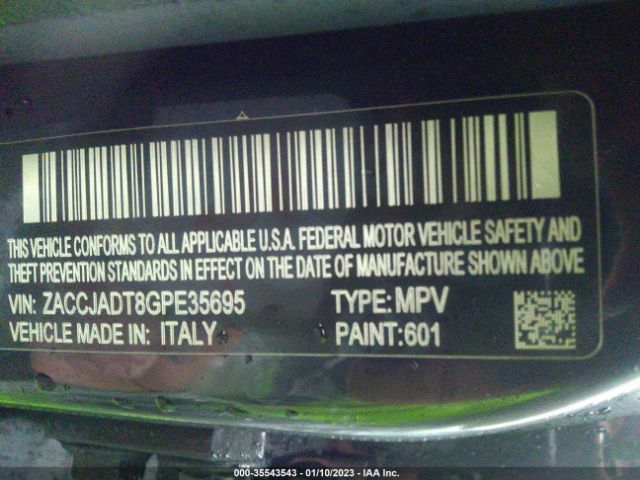 THIS VEHICLE CONFORMS TO ALL APPLICABLE U.S.A. FEDERAL MOTOR VEHICLE SAFETY AND
THEFT PREVENTION STANDARDS IN EFFECT ON THE DATE OF MANUFACTURE SHOWN ABOVE
VIN: ZACCJADT8GPE35695 TYPE: MPV
VEHICLE MADE IN: ITALY PAINT:601
000-35543543 - 01/10/2023 - IAA Inc.